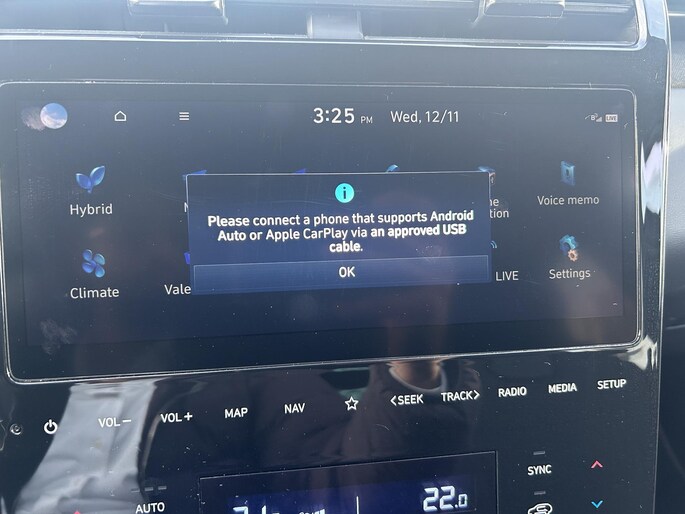 3:25 PM Wed, 12/11 LIVE
Hybrid Voice memo
Please connect a phone that supports Android
Auto or Apple CarPlay via an approved USB
cable.
OK
Climate Vale LIVE Settings
VOL− VOL+ MAP NAV <SEEK TRACK> RADIO MEDIA SETUP
SYNC
AUTO 22.0